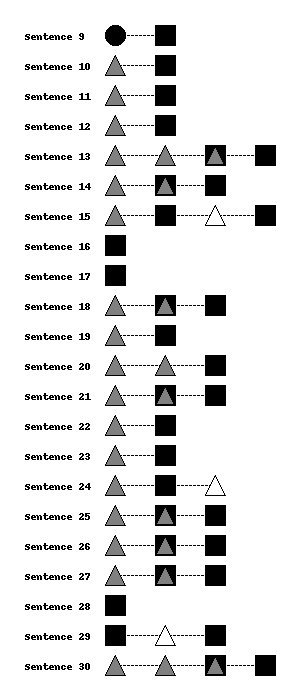 Sentence 9
Sentence 10
Sentence 11
Sentence 12
Sentence 13
Sentence 14
Sentence 15
Sentence 16
Sentence 17
Sentence 18
Sentence 19
Sentence 20
Sentence 21
Sentence 22
Sentence 23
Sentence 24
Sentence 25
Sentence 26
Sentence 27
Sentence 28
Sentence 29
Sentence 30